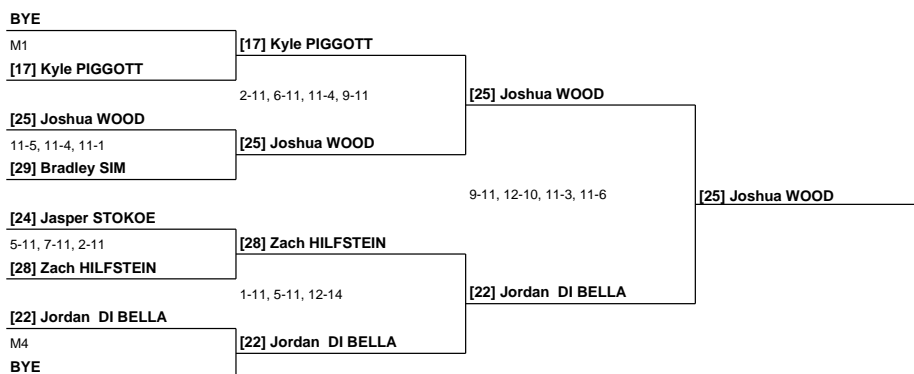 BYE
M1
[17] Kyle PIGGOTT
[17] Kyle PIGGOTT
2-11, 6-11, 11-4, 9-11
[25] Joshua WOOD
[25] Joshua WOOD
11-5, 11-4, 11-1
[25] Joshua WOOD
[29] Bradley SIM
9-11, 12-10, 11-3, 11-6
[25] Joshua WOOD
[24] Jasper STOKOE
5-11, 7-11, 2-11
[28] Zach HILFSTEIN
[28] Zach HILFSTEIN
1-11, 5-11, 12-14
[22] Jordan  DI BELLA
[22] Jordan  DI BELLA
M4
[22] Jordan  DI BELLA
BYE